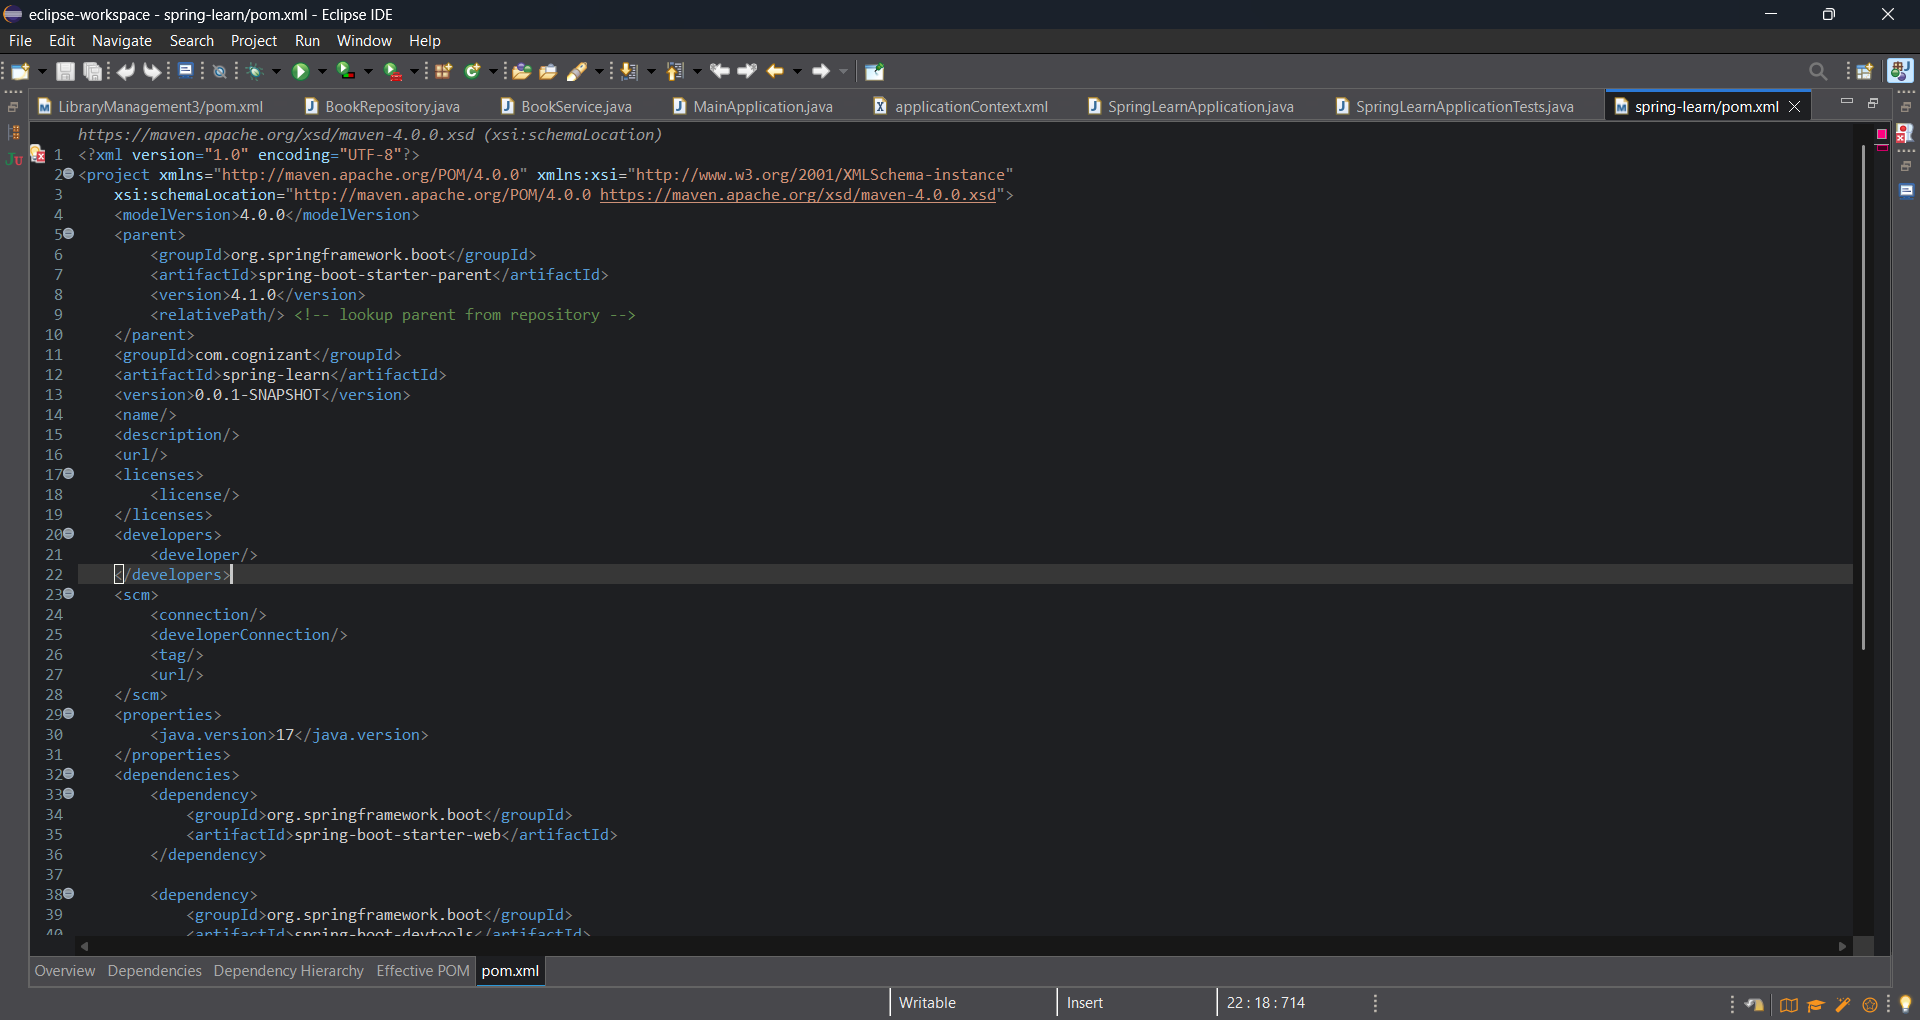 eclipse-workspace - spring-learn/pom.xml - Eclipse IDE
File Edit Navigate Search Project Run Window Help
LibraryManagement3/pom.xml BookRepository.java BookService.java MainApplication.java applicationContext.xml SpringLearnApplication.java SpringLearnApplicationTests.java spring-learn/pom.xml
https://maven.apache.org/xsd/maven-4.0.0.xsd (xsi:schemaLocation)
1 <?xml version="1.0" encoding="UTF-8"?>
2 <project xmlns="http://maven.apache.org/POM/4.0.0" xmlns:xsi="http://www.w3.org/2001/XMLSchema-instance"
3 xsi:schemaLocation="http://maven.apache.org/POM/4.0.0 https://maven.apache.org/xsd/maven-4.0.0.xsd">
4 <modelVersion>4.0.0</modelVersion>
5 <parent>
6 <groupId>org.springframework.boot</groupId>
7 <artifactId>spring-boot-starter-parent</artifactId>
8 <version>4.1.0</version>
9 <relativePath/> <!-- lookup parent from repository -->
10 </parent>
11 <groupId>com.cognizant</groupId>
12 <artifactId>spring-learn</artifactId>
13 <version>0.0.1-SNAPSHOT</version>
14 <name/>
15 <description/>
16 <url/>
17 <licenses>
18 <license/>
19 </licenses>
20 <developers>
21 <developer/>
22 </developers>
23 <scm>
24 <connection/>
25 <developerConnection/>
26 <tag/>
27 <url/>
28 </scm>
29 <properties>
30 <java.version>17</java.version>
31 </properties>
32 <dependencies>
33 <dependency>
34 <groupId>org.springframework.boot</groupId>
35 <artifactId>spring-boot-starter-web</artifactId>
36 </dependency>
37
38 <dependency>
39 <groupId>org.springframework.boot</groupId>
40 <artifactId>spring-boot-devtools</artifactId>
Overview Dependencies Dependency Hierarchy Effective POM pom.xml
Writable Insert 22 : 18 : 714